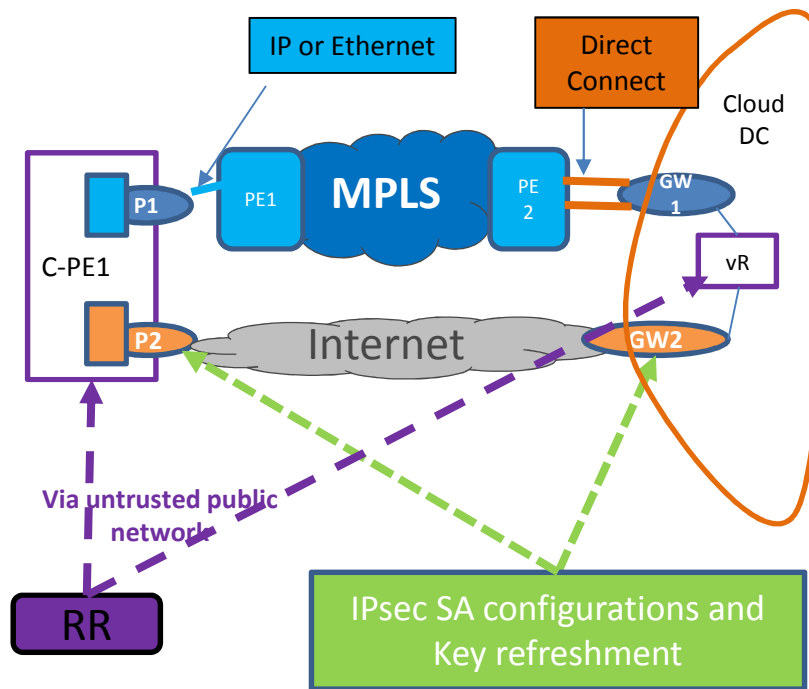 IP or Ethernet
Direct
Connect
Cloud
DC
P1
PE1
MPLS
PE
2
GW
1
C-PE1
vR
P2
Internet
GW2
Via untrusted public
network
RR
IPsec SA configurations and
Key refreshment